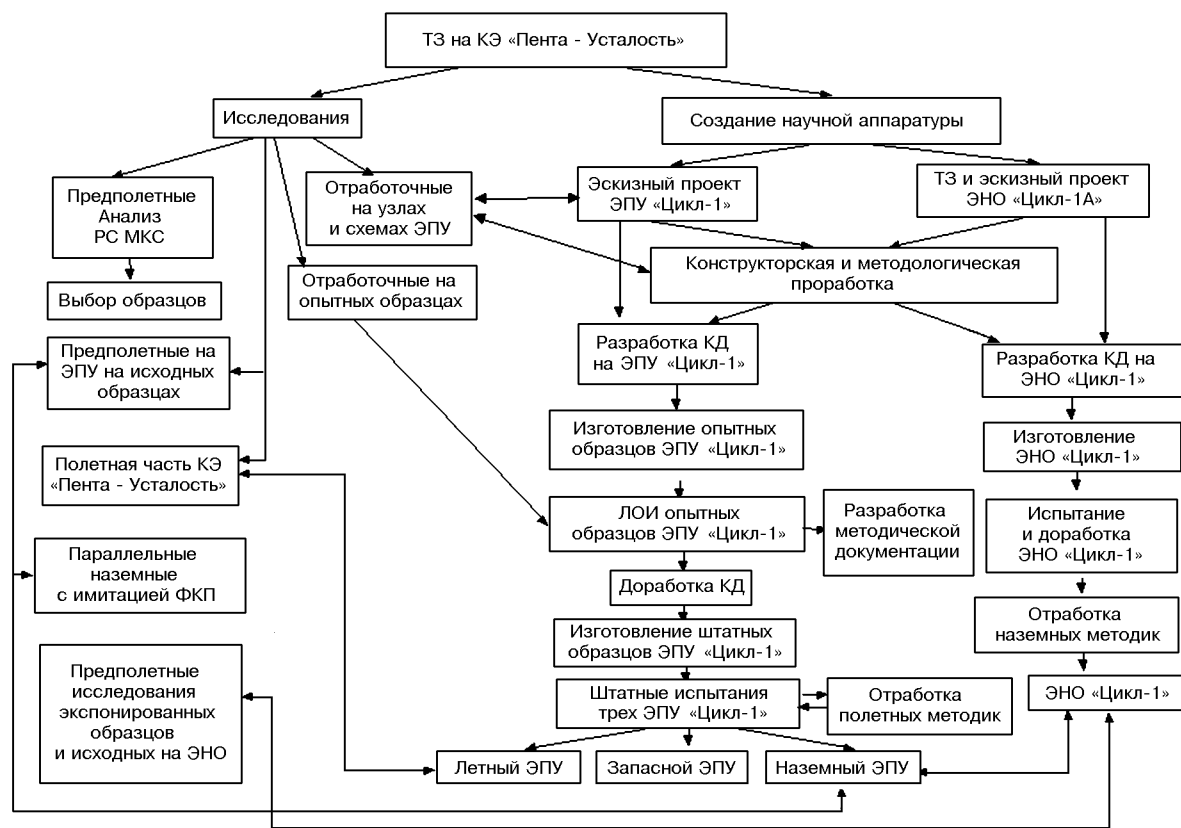 ТЗ на КЭ «Пента - Усталость»
Исследования
Создание научной аппаратуры
Предполетные
Анализ
РС МКС
Отработочные
на узлах
и схемах ЭПУ
Эскизный проект
ЭПУ «Цикл-1»
ТЗ и эскизный проект
ЭНО «Цикл-1А»
Выбор образцов
Отработочные на
опытных образцах
Конструкторская и методологическая
проработка
Предполетные на
ЭПУ на исходных
образцах
Разработка КД
на ЭПУ «Цикл-1»
Разработка КД на
ЭНО «Цикл-1»
Изготовление опытных
образцов ЭПУ «Цикл-1»
Изготовление
ЭНО «Цикл-1»
Полетная часть КЭ
«Пента - Усталость»
ЛОИ опытных
образцов ЭПУ «Цикл-1»
Разработка
методической
документации
Испытание
и доработка
ЭНО «Цикл-1»
Параллельные
наземные
с имитацией ФКП
Доработка КД
Изготовление штатных
образцов ЭПУ «Цикл-1»
Отработка
наземных методик
Предполетные
исследования
экспонированных
образцов
и исходных на ЭНО
Штатные испытания
трех ЭПУ «Цикл-1»
Отработка
полетных методик
ЭНО «Цикл-1»
Летный ЭПУ
Запасной ЭПУ
Наземный ЭПУ